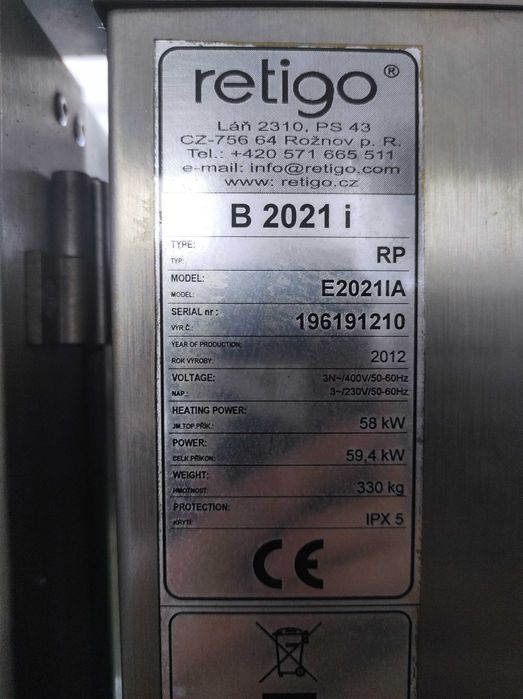 retigo®
Láň 2310, PS 43
CZ-756 64 Rožnov p. R.
Tel.: +420 571 665 511
e-mail: info@retigo.com
www: retigo.cz
B 2021 i
TYPE:
TYP: RP
MODEL:
MODEL: E2021IA
SERIAL nr :
VÝR.Č.: 196191210
YEAR OF PRODUCTION:
ROK VÝROBY: 2012
VOLTAGE: 3N~/400V/50-60Hz
NAP.: 3~/230V/50-60Hz
HEATING POWER:
JM.TOP.PŘÍK.: 58 kW
POWER:
CELK.PŘÍKON: 59,4 kW
WEIGHT:
HMOTNOST: 330 kg
PROTECTION:
KRYTÍ: IPX 5
CE